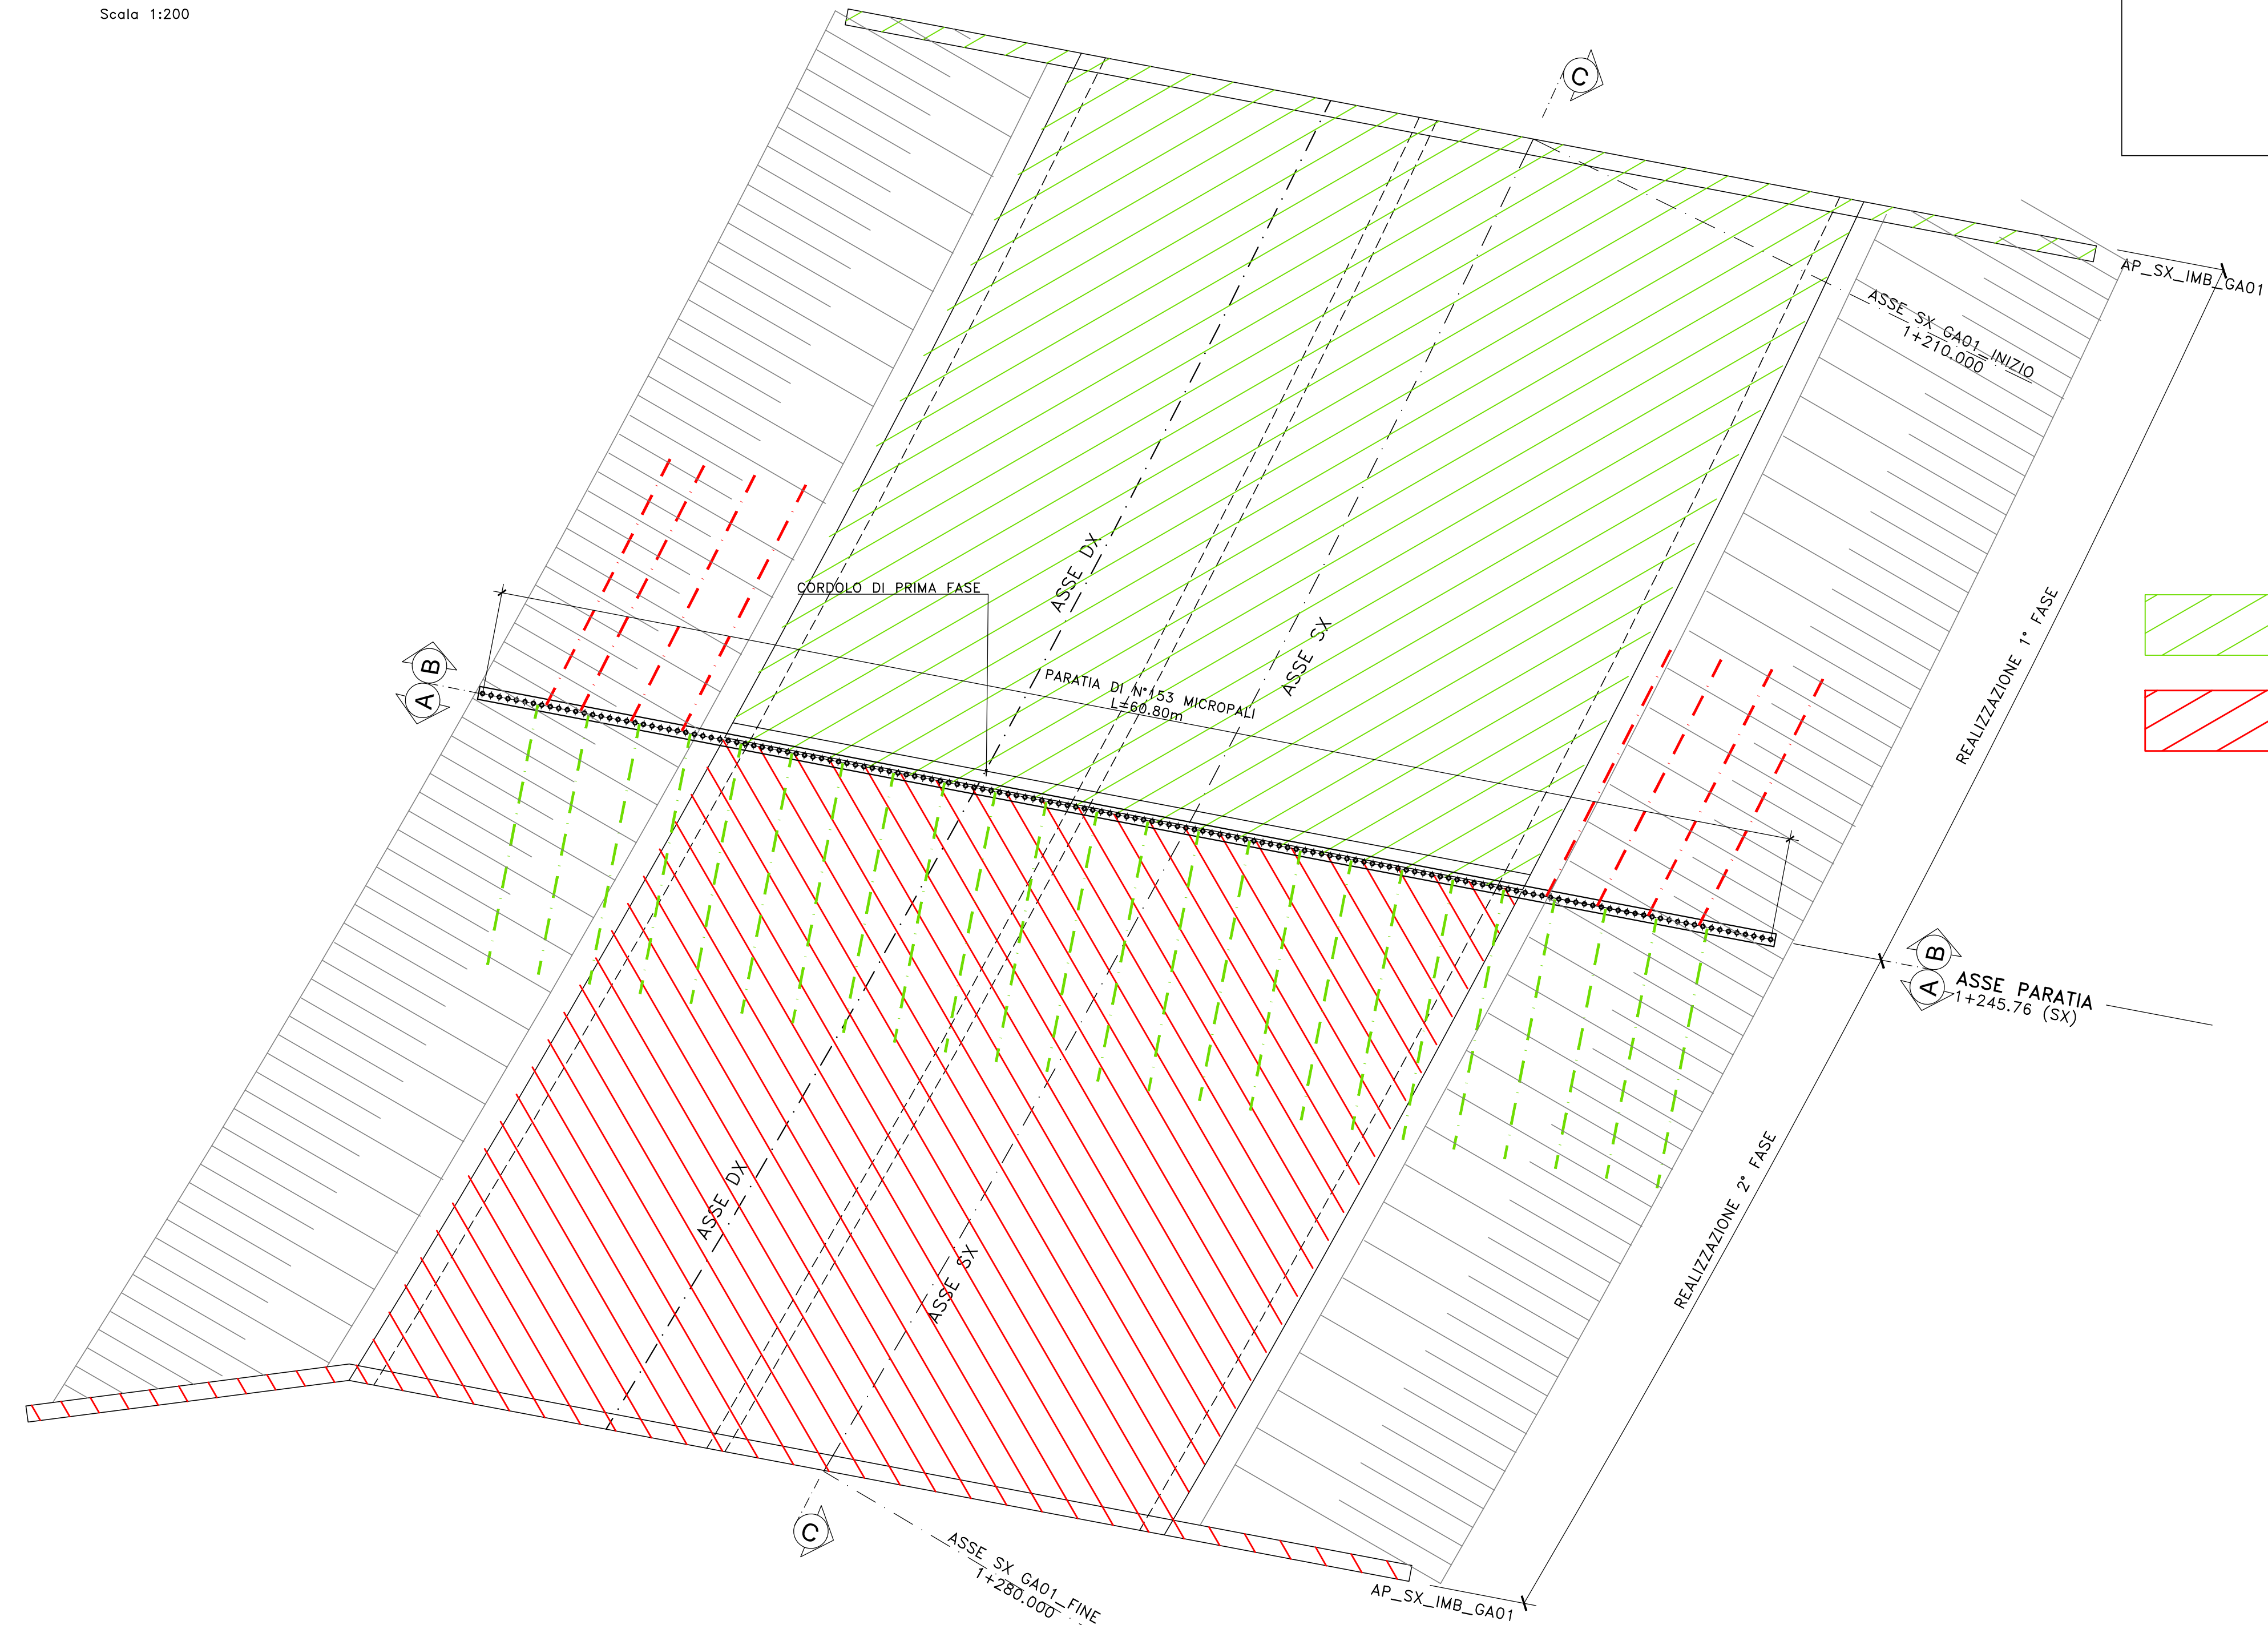 Scala 1:200
C
AP_SX_IMB_GA01
ASSE SX GA01_INIZIO
1+210.000
ASSE DX
CORDOLO DI PRIMA FASE
ASSE SX
REALIZZAZIONE 1° FASE
B
A
PARATIA DI N°153 MICROPALI
L=60.80m
B
A
ASSE PARATIA
1+245.76 (SX)
ASSE DX
ASSE SX
REALIZZAZIONE 2° FASE
C
ASSE SX GA01_FINE
1+280.000
AP_SX_IMB_GA01